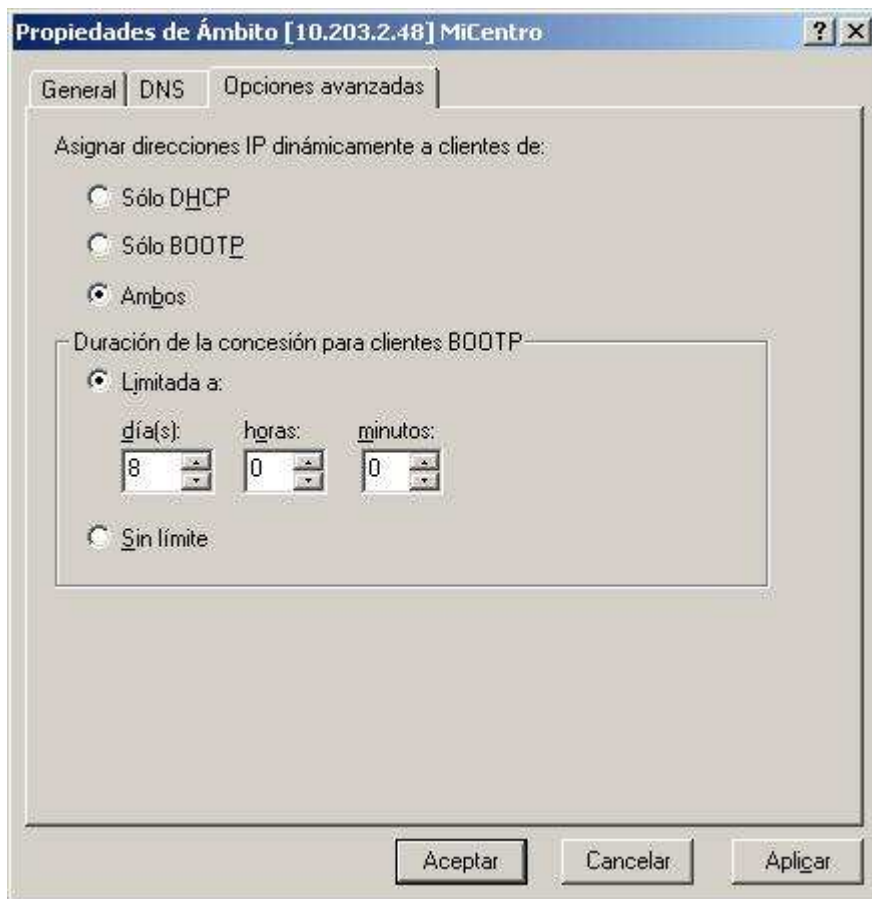 Propiedades de Ámbito [10.203.2.48] MiCentro
General DNS Opciones avanzadas
Asignar direcciones IP dinámicamente a clientes de:
Sólo DHCP
Sólo BOOTP
Ambos
Duración de la concesión para clientes BOOTP
Limitada a:
día(s): horas: minutos:
8 0 0
Sin límite
Aceptar Cancelar Aplicar